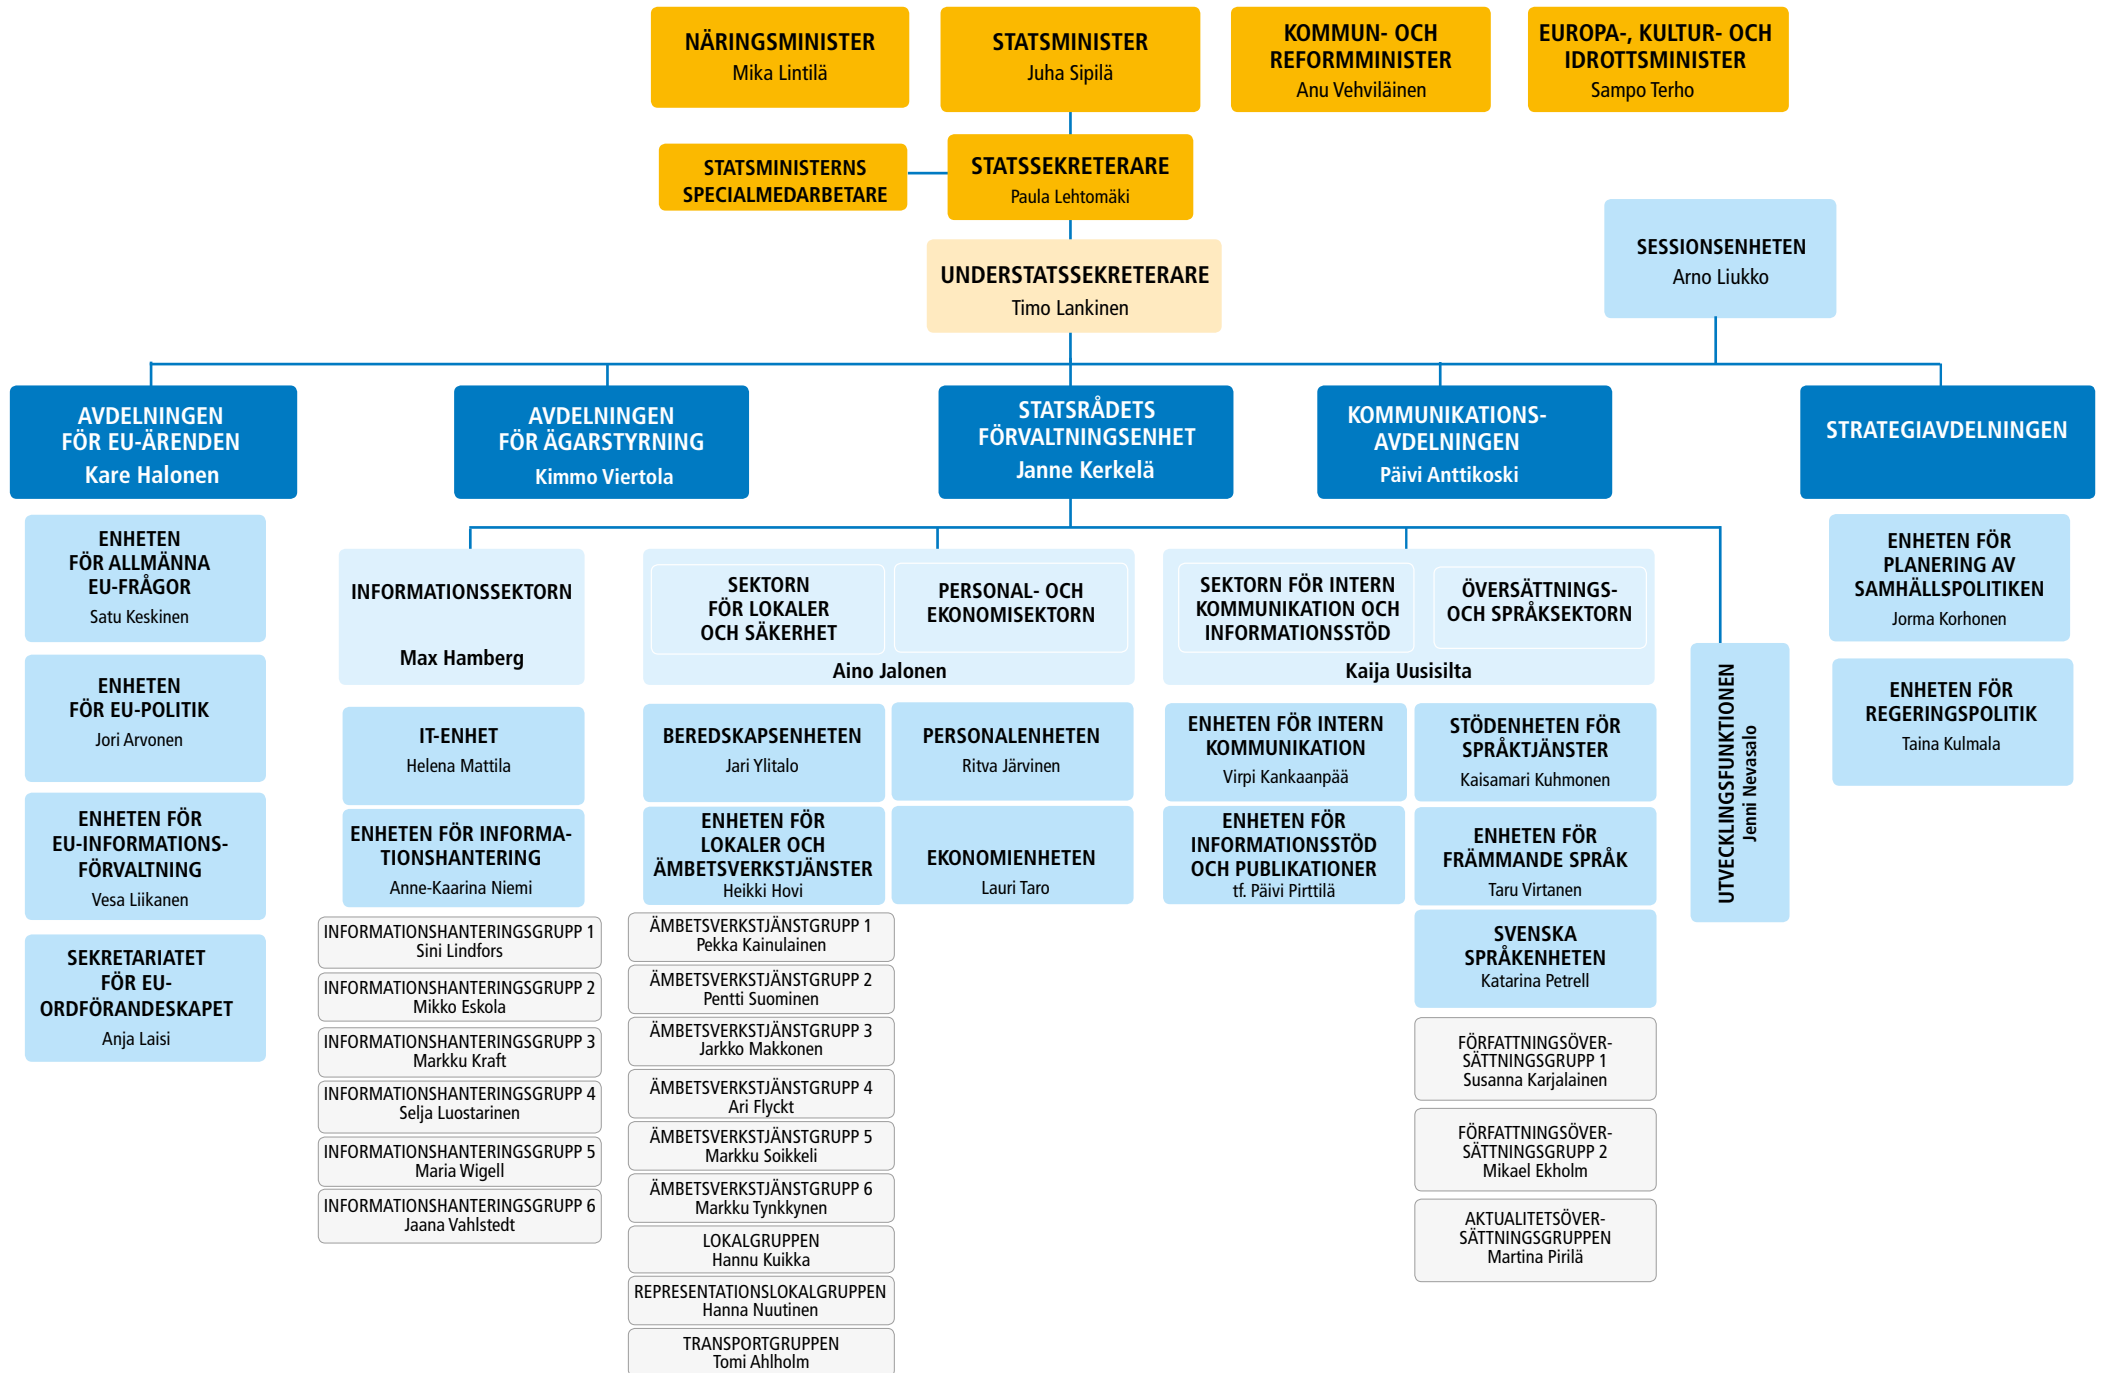 NÄRINGSMINISTER
Mika Lintilä
STATSMINISTER
Juha Sipilä
KOMMUN- OCH
REFORMMINISTER
Anu Vehviläinen
EUROPA-, KULTUR- OCH
IDROTTSMINISTER
Sampo Terho
STATSMINISTERNS
SPECIALMEDARBETARE
STATSSEKRETERARE
Paula Lehtomäki
UNDERSTATSSEKRETERARE
Timo Lankinen
SESSIONSENHETEN
Arno Liukko
AVDELNINGEN
FÖR EU-ÄRENDEN
Kare Halonen
AVDELNINGEN
FÖR ÄGARSTYRNING
Kimmo Viertola
STATSRÅDETS
FÖRVALTNINGSENHET
Janne Kerkelä
KOMMUNIKATIONS-
AVDELNINGEN
Päivi Anttikoski
STRATEGIAVDELNINGEN
ENHETEN
FÖR ALLMÄNNA
EU-FRÅGOR
Satu Keskinen
ENHETEN
FÖR EU-POLITIK
Jori Arvonen
ENHETEN FÖR
EU-INFORMATIONS-
FÖRVALTNING
Vesa Liikanen
SEKRETARIATET
FÖR EU-
ORDFÖRANDESKAPET
Anja Laisi
INFORMATIONSSEKTORN
Max Hamberg
IT-ENHET
Helena Mattila
ENHETEN FÖR INFORMA-
TIONSHANTERING
Anne-Kaarina Niemi
INFORMATIONSHANTERINGSGRUPP 1
Sini Lindfors
INFORMATIONSHANTERINGSGRUPP 2
Mikko Eskola
INFORMATIONSHANTERINGSGRUPP 3
Markku Kraft
INFORMATIONSHANTERINGSGRUPP 4
Selja Luostarinen
INFORMATIONSHANTERINGSGRUPP 5
Maria Wigell
INFORMATIONSHANTERINGSGRUPP 6
Jaana Vahlstedt
SEKTORN
FÖR LOKALER
OCH SÄKERHET
PERSONAL- OCH
EKONOMISEKTORN
Aino Jalonen
BEREDSKAPSENHETEN
Jari Ylitalo
PERSONALENHETEN
Ritva Järvinen
ENHETEN FÖR
LOKALER OCH
ÄMBETSVERKSTJÄNSTER
Heikki Hovi
EKONOMIENHETEN
Lauri Taro
ÄMBETSVERKSTJÄNSTGRUPP 1
Pekka Kainulainen
ÄMBETSVERKSTJÄNSTGRUPP 2
Pentti Suominen
ÄMBETSVERKSTJÄNSTGRUPP 3
Jarkko Makkonen
ÄMBETSVERKSTJÄNSTGRUPP 4
Ari Flyckt
ÄMBETSVERKSTJÄNSTGRUPP 5
Markku Soikkeli
ÄMBETSVERKSTJÄNSTGRUPP 6
Markku Tynkkynen
LOKALGRUPPEN
Hannu Kuikka
REPRESENTATIONSLOKALGRUPPEN
Hanna Nuutinen
TRANSPORTGRUPPEN
Tomi Ahlholm
SEKTORN FÖR INTERN
KOMMUNIKATION OCH
INFORMATIONSSTÖD
ÖVERSÄTTNINGS-
OCH SPRÅKSEKTORN
Kaija Uusisilta
ENHETEN FÖR INTERN
KOMMUNIKATION
Virpi Kankaanpää
STÖDENHETEN FÖR
SPRÅKTJÄNSTER
Kaisamari Kuhmonen
ENHETEN FÖR
INFORMATIONSSTÖD
OCH PUBLIKATIONER
tf. Päivi Pirttilä
ENHETEN FÖR
FRÄMMANDE SPRÅK
Taru Virtanen
SVENSKA
SPRÅKENHETEN
Katarina Petrell
FÖRFATTNINGSÖVER-
SÄTTNINGSGRUPP 1
Susanna Karjalainen
FÖRFATTNINGSÖVER-
SÄTTNINGSGRUPP 2
Mikael Ekholm
AKTUALITETSÖVER-
SÄTTNINGSGRUPPEN
Martina Pirilä
UTVECKLINGSFUNKTIONEN
Jenni Nevasalo
ENHETEN FÖR
PLANERING AV
SAMHÄLLSPOLITIKEN
Jorma Korhonen
ENHETEN FÖR
REGERINGSPOLITIK
Taina Kulmala